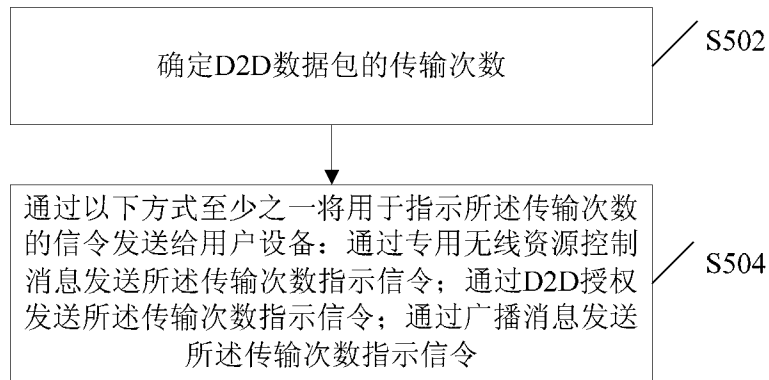 确定D2D数据包的传输次数
S502
通过以下方式至少之一将用于指示所述传输次数
的信令发送给用户设备：通过专用无线资源控制
消息发送所述传输次数指示信令；通过D2D授权
发送所述传输次数指示信令；通过广播消息发送
所述传输次数指示信令
S504